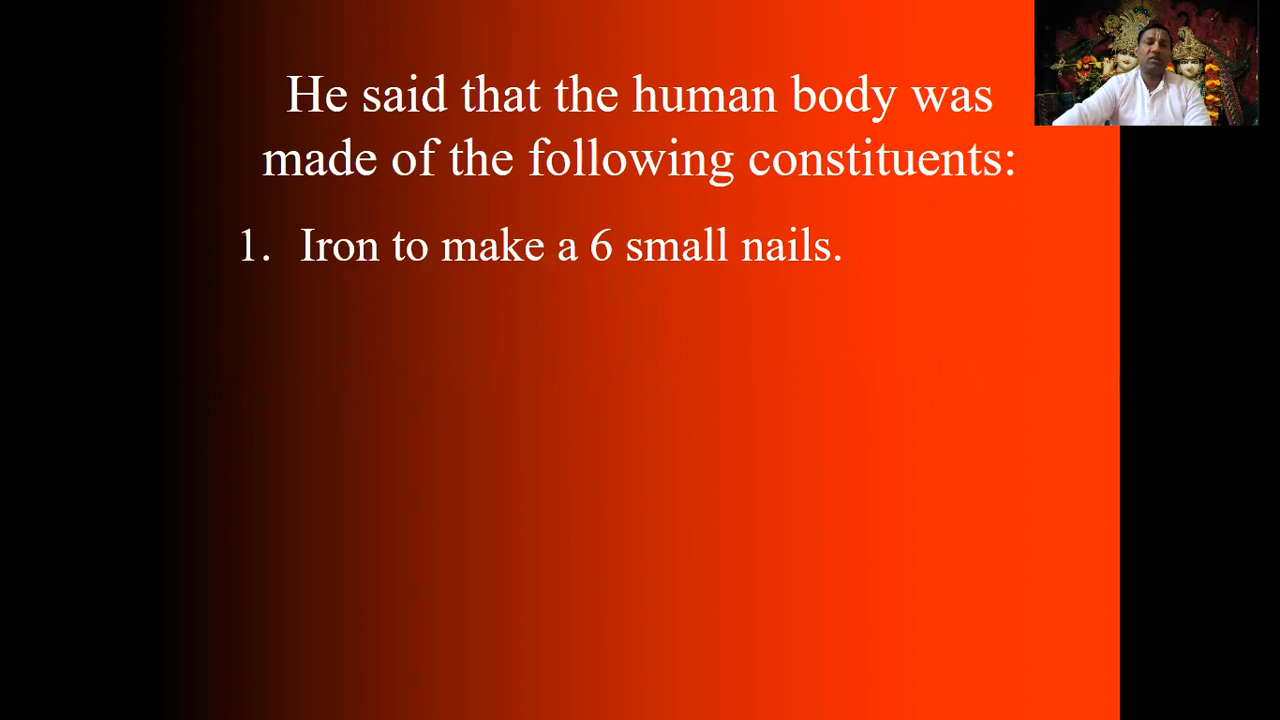 He said that the human body was
made of the following constituents:
1. Iron to make a 6 small nails.